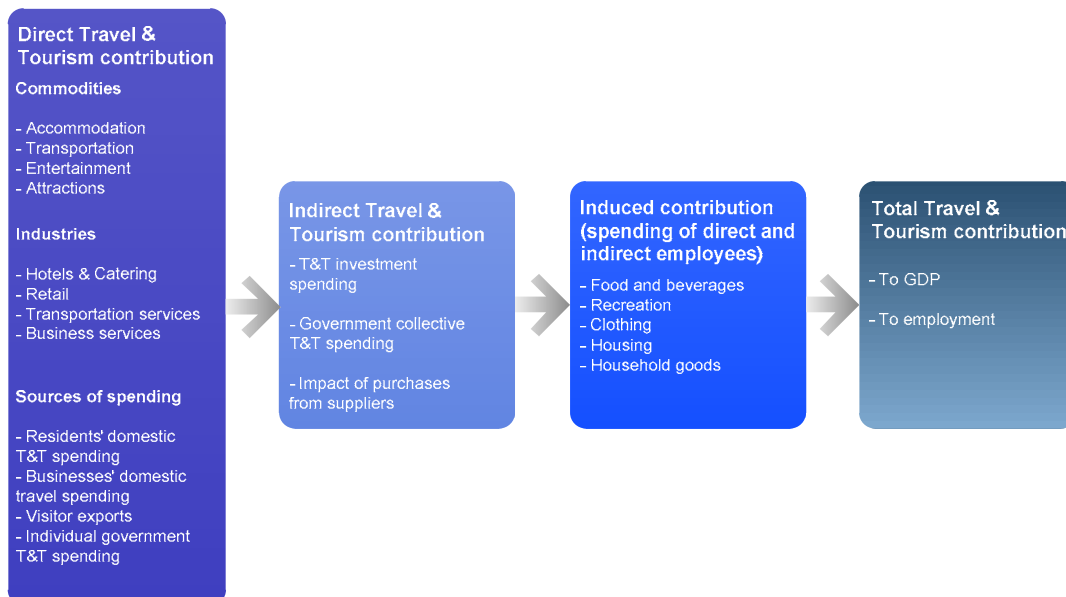 Direct Travel &
Tourism contribution
Commodities
- Accommodation
- Transportation
- Entertainment
- Attractions
Industries
- Hotels & Catering
- Retail
- Transportation services
- Business services
Sources of spending
- Residents' domestic
T&T spending
- Businesses' domestic
travel spending
- Visitor exports
- Individual government
T&T spending
Indirect Travel &
Tourism contribution
- T&T investment
spending
- Government collective
T&T spending
- Impact of purchases
from suppliers
Induced contribution
(spending of direct and
indirect employees)
- Food and beverages
- Recreation
- Clothing
- Housing
- Household goods
Total Travel &
Tourism contribution
- To GDP
- To employment